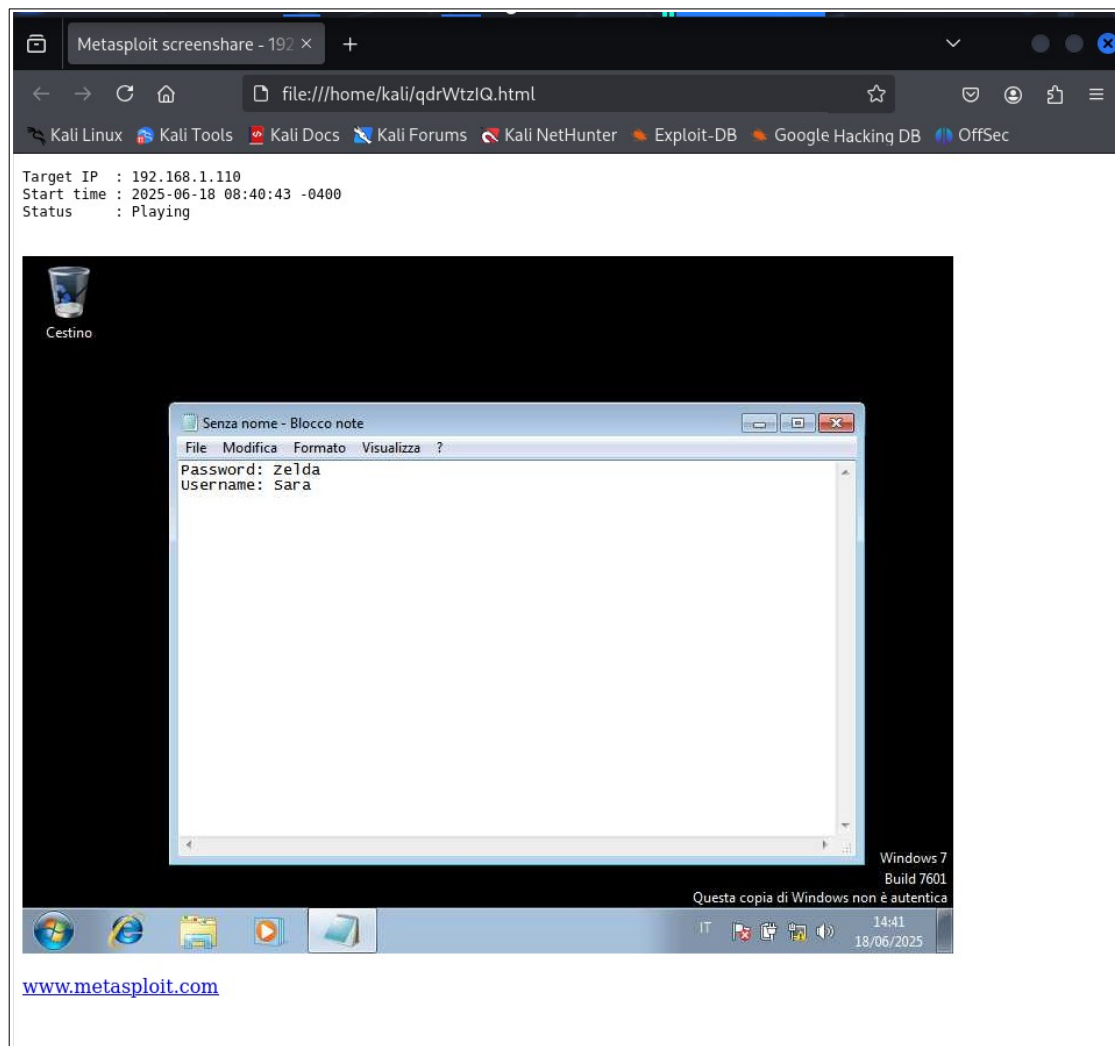 Metasploit screenshare - 192
file:///home/kali/qdrWtzIQ.html
Kali Linux Kali Tools Kali Docs Kali Forums Kali NetHunter Exploit-DB Google Hacking DB OffSec
Target IP : 192.168.1.110
Start time : 2025-06-18 08:40:43 -0400
Status : Playing
Cestino
Senza nome - Blocco note
File Modifica Formato Visualizza ?
Password: Zelda
Username: Sara
Windows 7
Build 7601
Questa copia di Windows non è autentica
IT
14:41
18/06/2025
www.metasploit.com